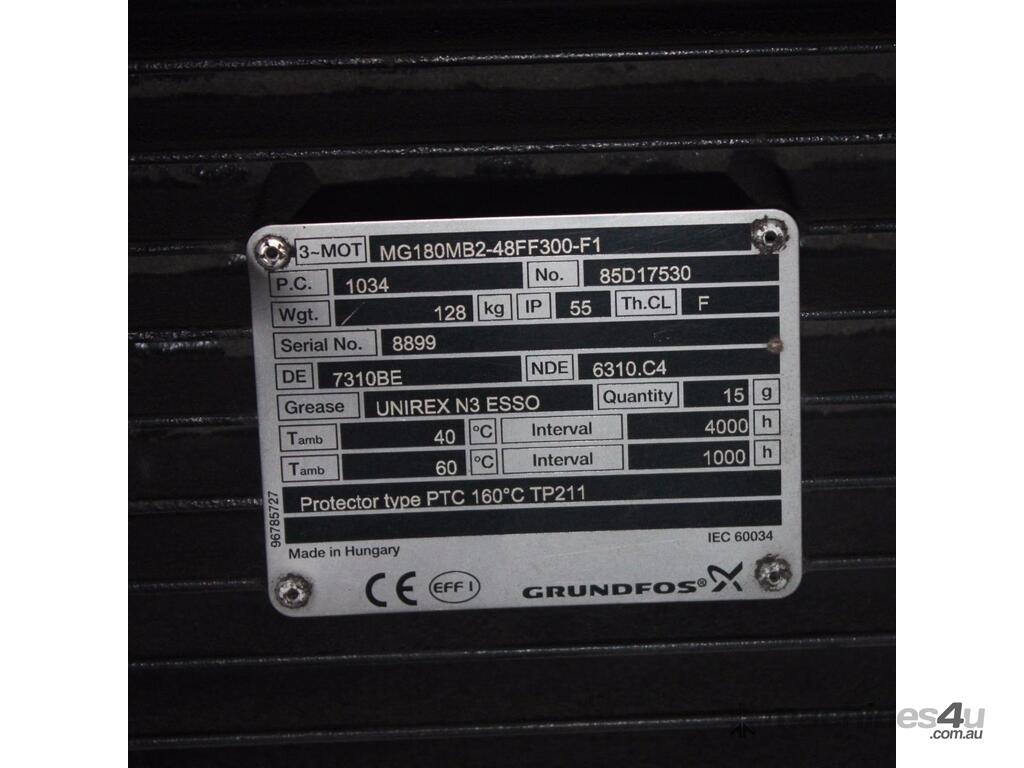 3~MOT MG180MB2-48FF300-F1
P.C. 1034 No. 85D17530
Wgt. 128 kg IP 55 Th.CL F
Serial No. 8899
DE 7310BE NDE 6310.C4
Grease UNIREX N3 ESSO Quantity 15 g
Tamb 40 °C Interval 4000 h
Tamb 60 °C Interval 1000 h
Protector type PTC 160°C TP211
96785727
IEC 60034
Made in Hungary
CE EFF 1 GRUNDFOS®
machines4u
.com.au